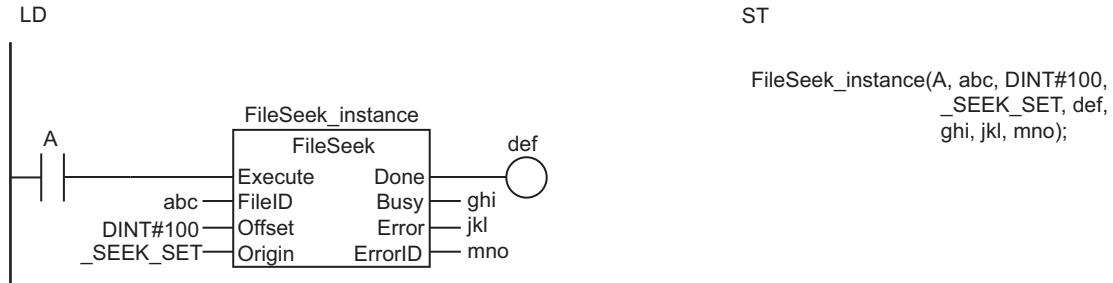 LD
A
FileSeek_instance
FileSeek
Execute Done
def
abc FileID Busy ghi
DINT#100 Offset Error jkl
_SEEK_SET Origin ErrorID mno
ST
FileSeek_instance(A, abc, DINT#100,
_SEEK_SET, def,
ghi, jkl, mno);